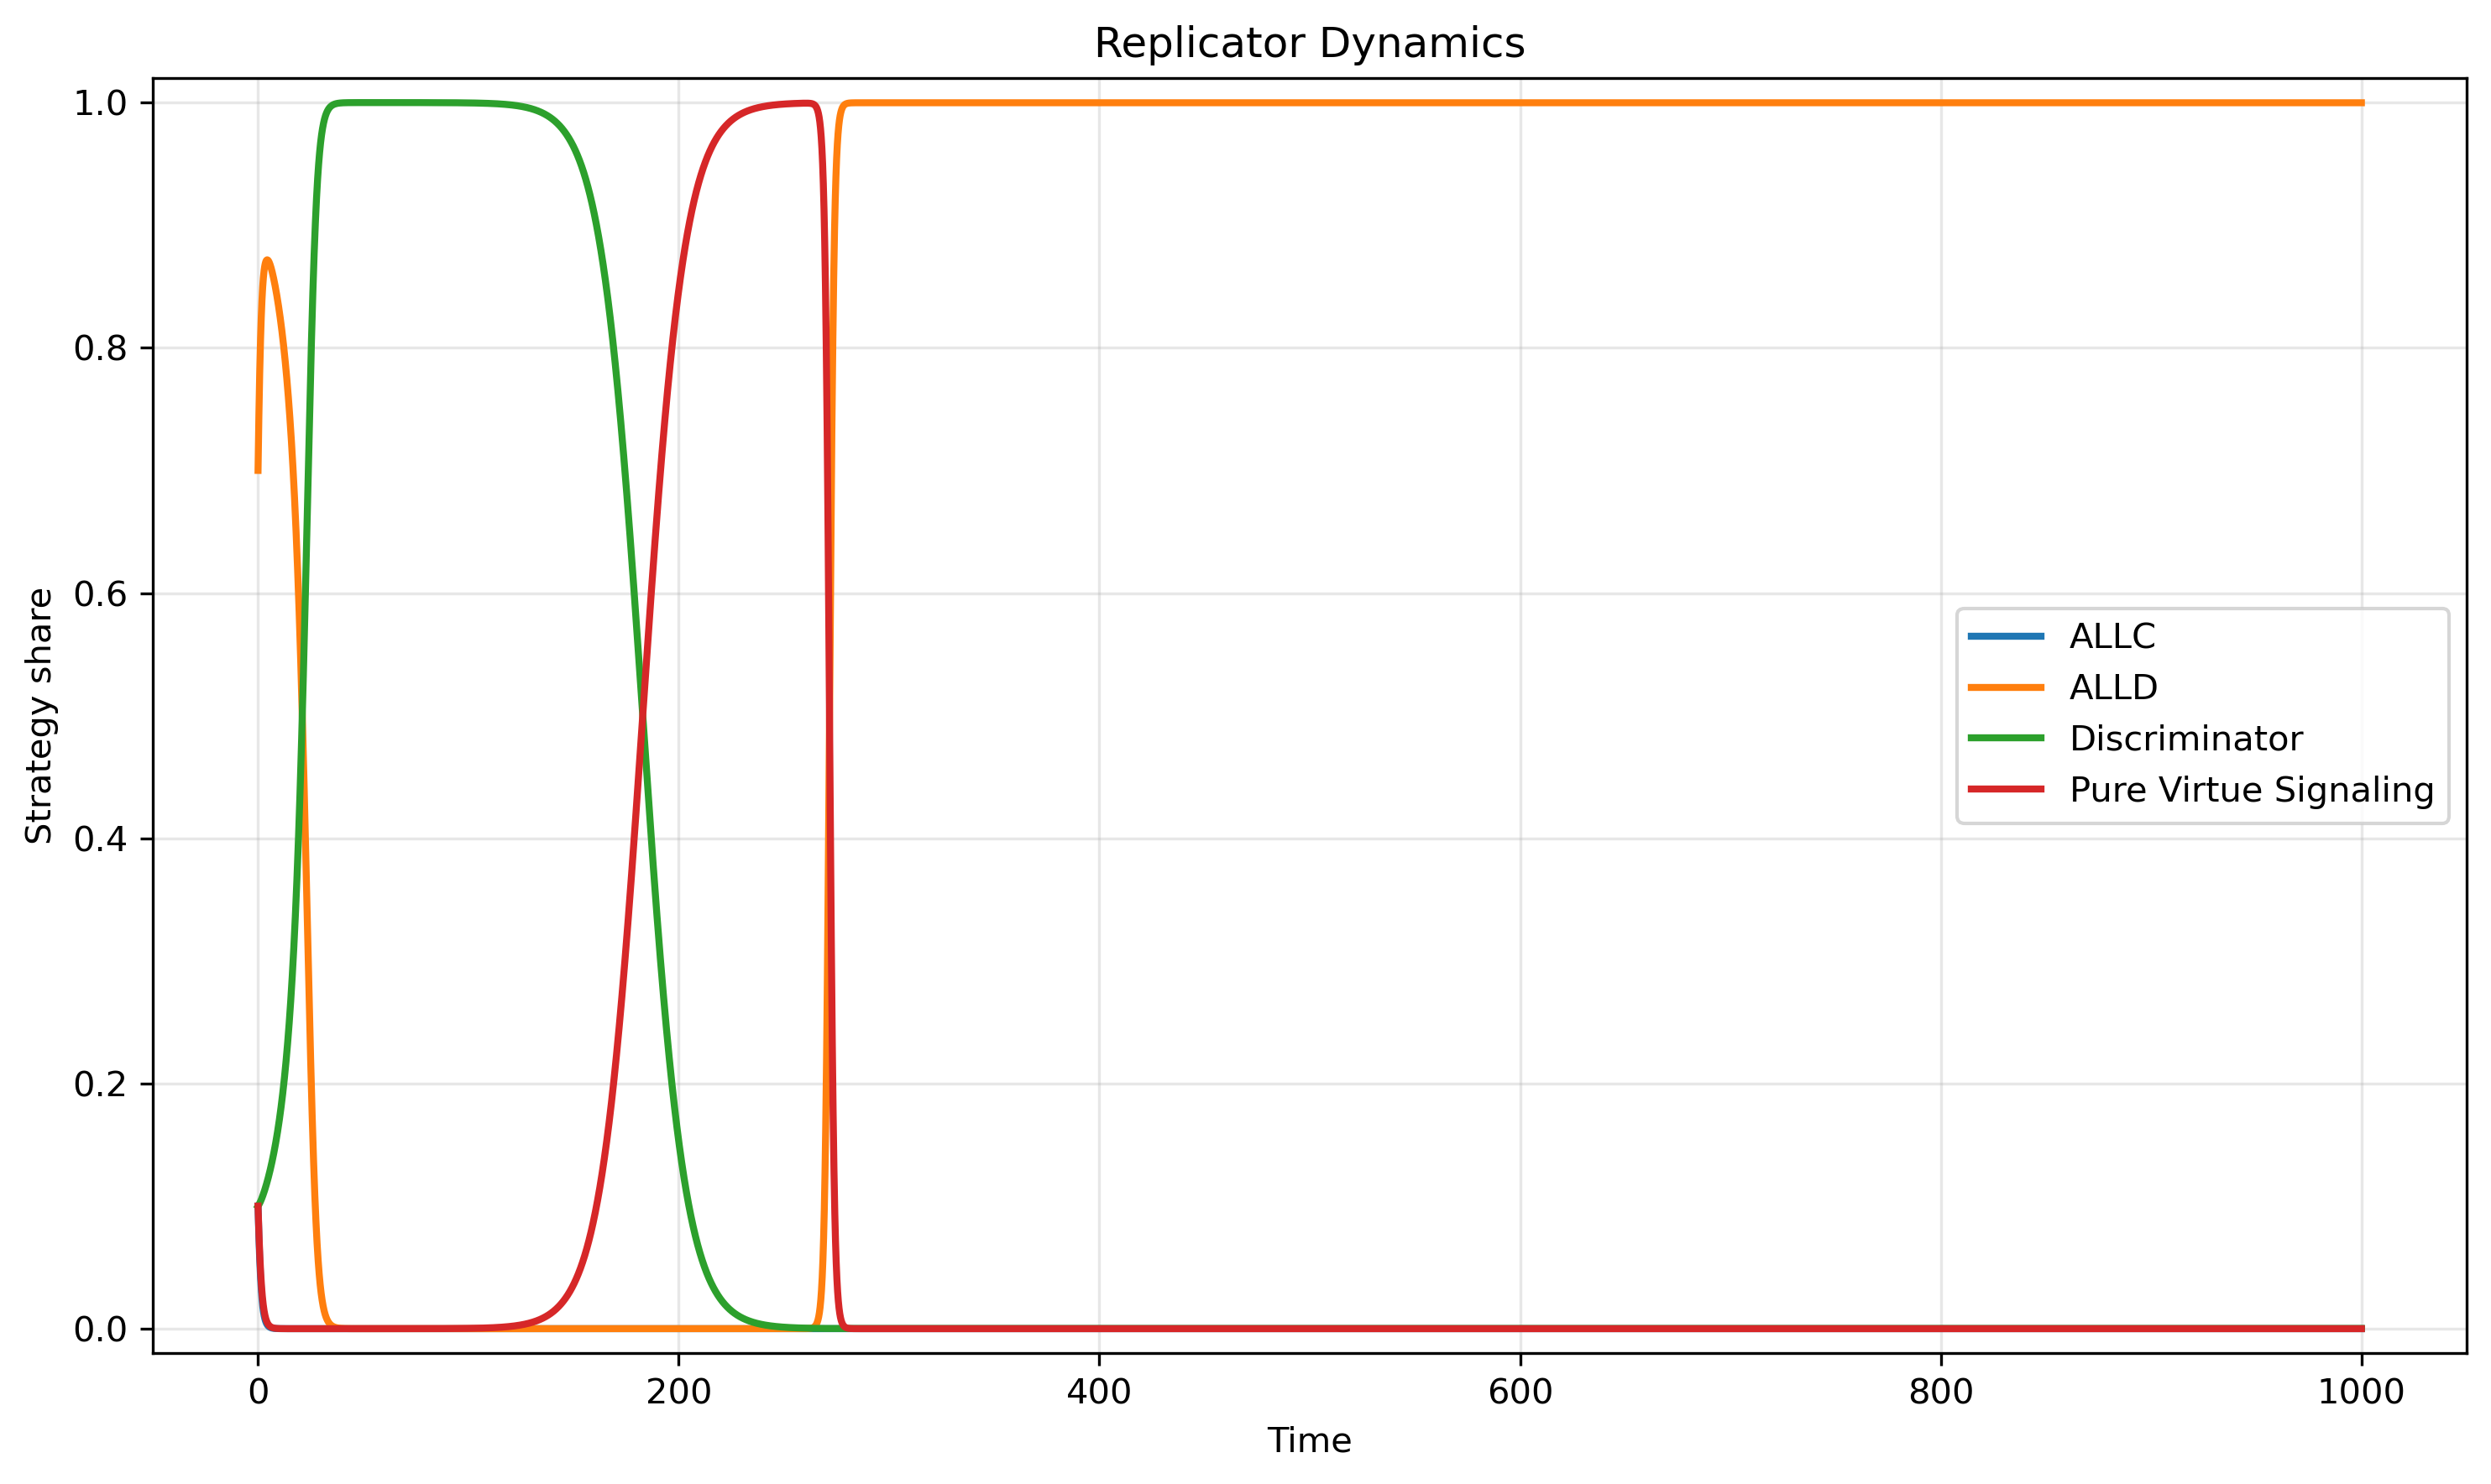 Replicator Dynamics
1.0
0.8
0.6
0.4
0.2
0.0
Strategy share
ALLC
ALLD
Discriminator
Pure Virtue Signaling
0
200
400
600
800
1000
Time